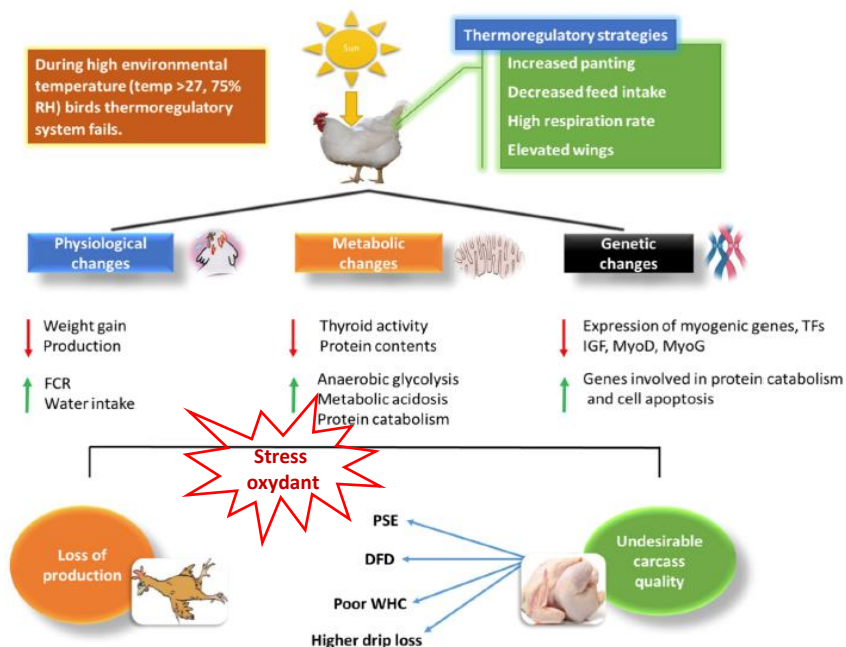 Sun
Thermoregulatory strategies
During high environmental
temperature (temp >27, 75%
RH) birds thermoregulatory
system fails.
Increased panting
Decreased feed intake
High respiration rate
Elevated wings
Physiological
changes
Metabolic
changes
Genetic
changes
Weight gain
Production
FCR
Water intake
Thyroid activity
Protein contents
Anaerobic glycolysis
Metabolic acidosis
Protein catabolism
Expression of myogenic genes, TFs
IGF, MyoD, MyoG
Genes involved in protein catabolism
and cell apoptosis
Stress
oxydant
Loss of
production
PSE
DFD
Poor WHC
Higher drip loss
Undesirable
carcass
quality